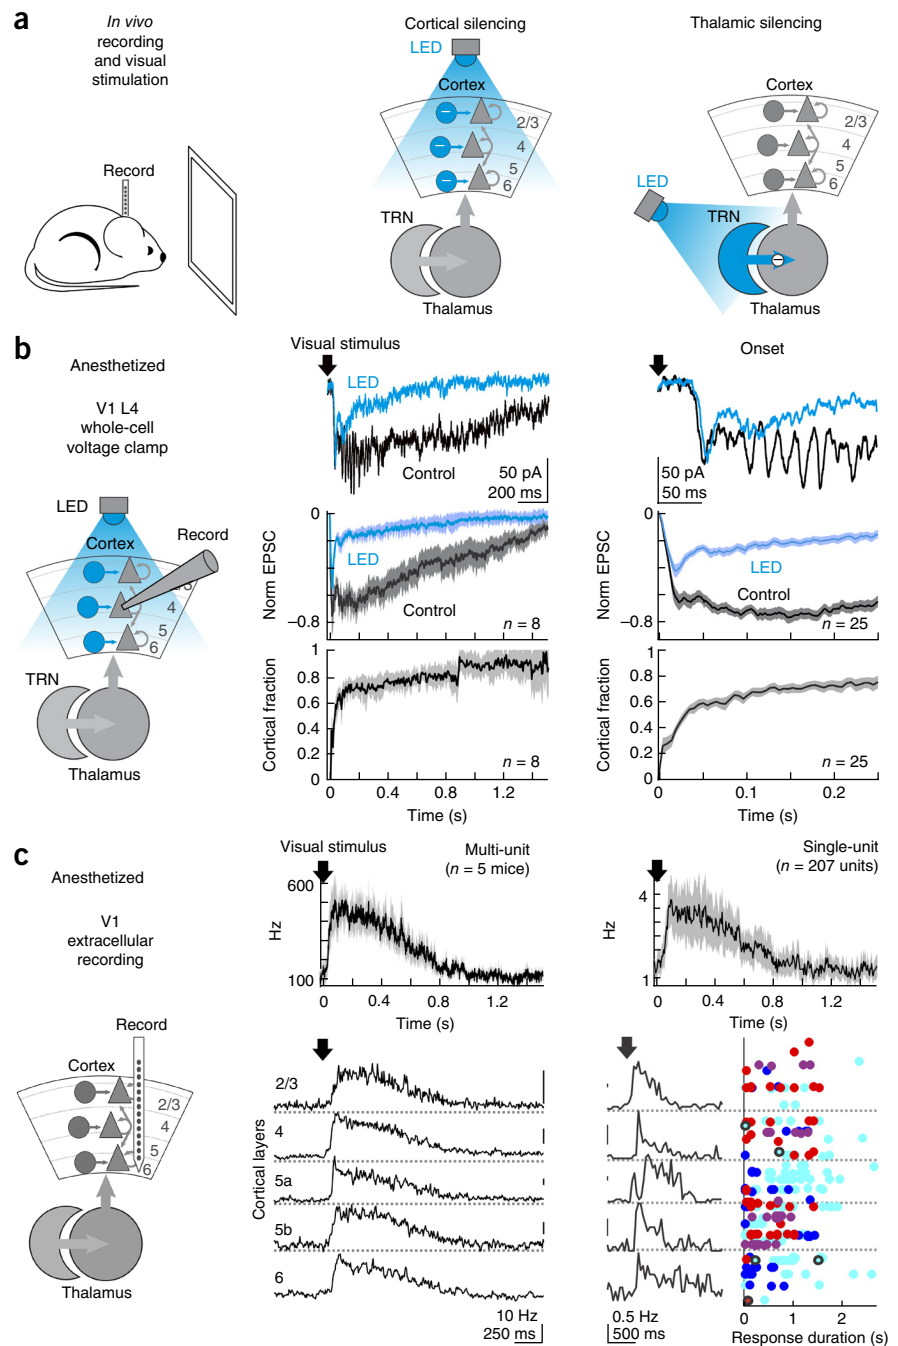 a
In vivo
recording
and visual
stimulation
Record
Cortical silencing
LED
Cortex
2/3
4
5
6
TRN
Thalamus
Thalamic silencing
Cortex
2/3
4
5
6
LED
TRN
Thalamus
b
Anesthetized
V1 L4
whole-cell
voltage clamp
LED
Record
Cortex
2/3
4
5
6
TRN
Thalamus
Visual stimulus
LED
Control
50 pA
200 ms
Onset
50 pA
50 ms
0
Norm EPSC
LED
Control
–0.8
n = 8
0
Norm EPSC
LED
Control
–0.8
n = 25
1
0.8
0.6
0.4
0.2
0
Cortical fraction
n = 8
0
0.4
0.8
1.2
Time (s)
1
0.8
0.6
0.4
0.2
0
Cortical fraction
n = 25
0
0.1
0.2
Time (s)
c
Anesthetized
V1
extracellular
recording
Record
Cortex
2/3
4
5
6
Thalamus
Visual stimulus
Multi-unit
(n = 5 mice)
600
Hz
100
0
0.4
0.8
1.2
Time (s)
Single-unit
(n = 207 units)
4
Hz
1
0
0.4
0.8
1.2
Time (s)
Cortical layers
2/3
4
5a
5b
6
10 Hz
250 ms
0.5 Hz
500 ms
0
1
2
Response duration (s)